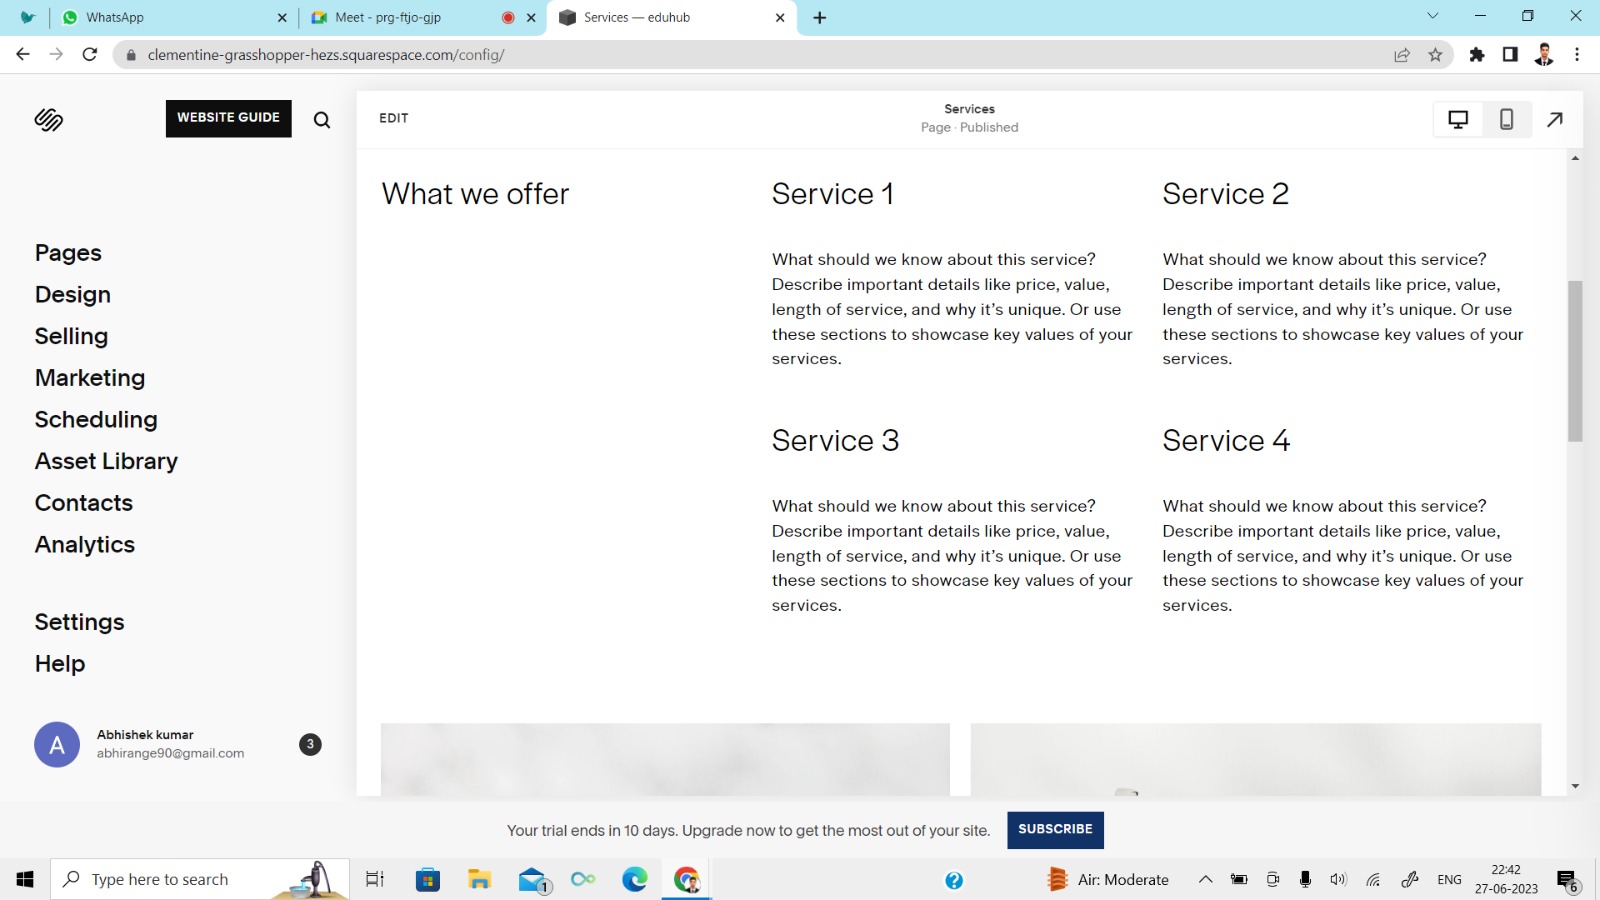 WhatsApp
Meet - prg-ftjo-gjp
Services — eduhub
clementine-grasshopper-hezs.squarespace.com/config/
WEBSITE GUIDE
EDIT
Services
Page · Published
Pages
Design
Selling
Marketing
Scheduling
Asset Library
Contacts
Analytics
Settings
Help
A
Abhishek kumar
abhirange90@gmail.com
3
What we offer
Service 1
What should we know about this service?
Describe important details like price, value,
length of service, and why it’s unique. Or use
these sections to showcase key values of your
services.
Service 2
What should we know about this service?
Describe important details like price, value,
length of service, and why it’s unique. Or use
these sections to showcase key values of your
services.
Service 3
What should we know about this service?
Describe important details like price, value,
length of service, and why it’s unique. Or use
these sections to showcase key values of your
services.
Service 4
What should we know about this service?
Describe important details like price, value,
length of service, and why it’s unique. Or use
these sections to showcase key values of your
services.
Your trial ends in 10 days. Upgrade now to get the most out of your site.
SUBSCRIBE
Type here to search
1
Air: Moderate
ENG
22:42
27-06-2023
6